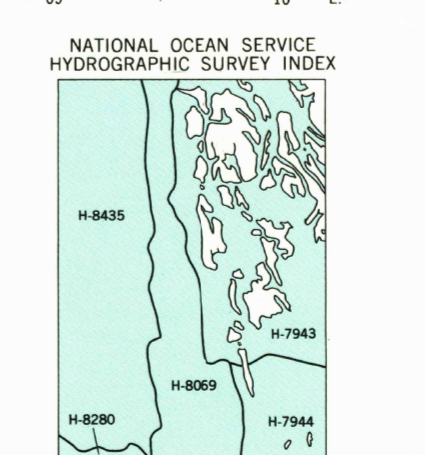 NATIONAL OCEAN SERVICE
HYDROGRAPHIC SURVEY INDEX
H-8435
H-7943
H-8069
H-8280
H-7944